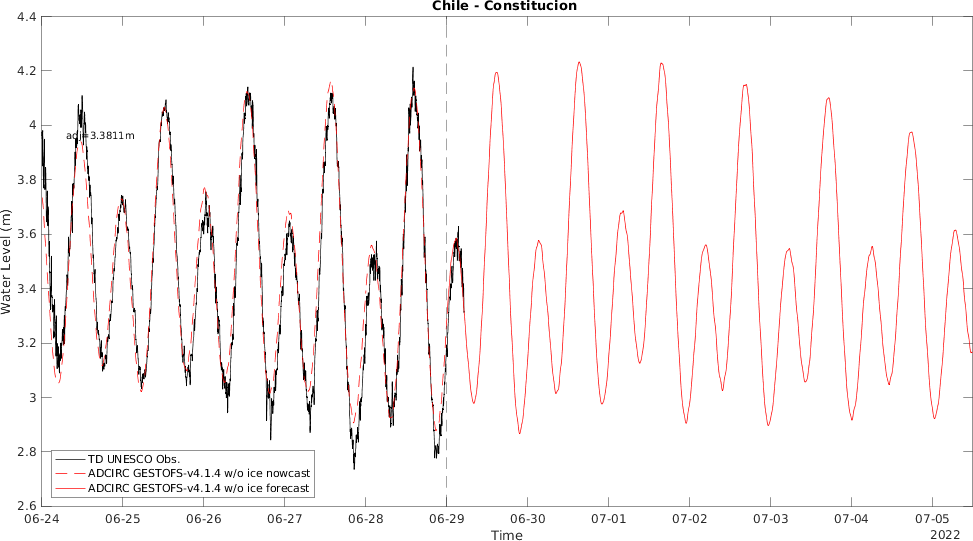 Chile - Constitucion
4.4
4.2
4
3.8
3.6
3.4
3.2
3
2.8
2.6
Water Level (m)
adj=3.3811m
TD UNESCO Obs.
ADCIRC GESTOFS-v4.1.4 w/o ice nowcast
ADCIRC GESTOFS-v4.1.4 w/o ice forecast
06-24 06-25 06-26 06-27 06-28 06-29 06-30 07-01 07-02 07-03 07-04 07-05
Time
2022